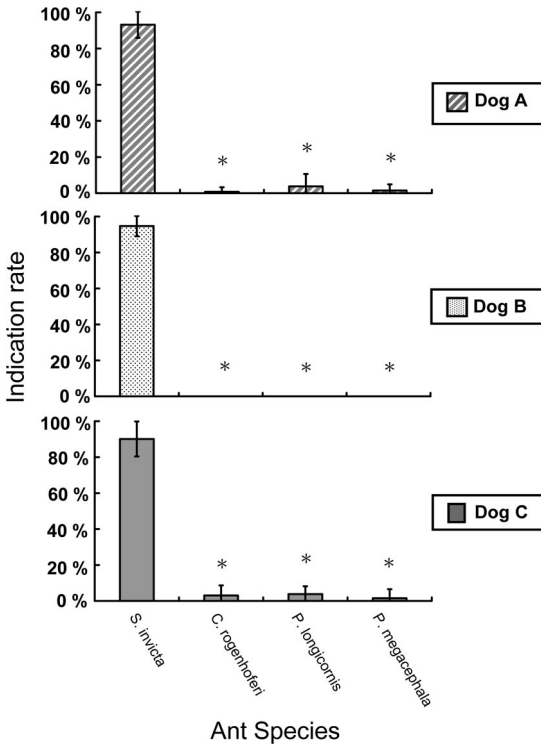 100 %
80 %
60 %
40 %
20 %
0 %
* * *
Dog A
100 %
80 %
60 %
40 %
20 %
0 %
* * *
Dog B
100 %
80 %
60 %
40 %
20 %
0 %
* * *
Dog C
Indication rate
S. invicta
C. rogenhoferi
P. longicornis
P. megacephala
Ant Species